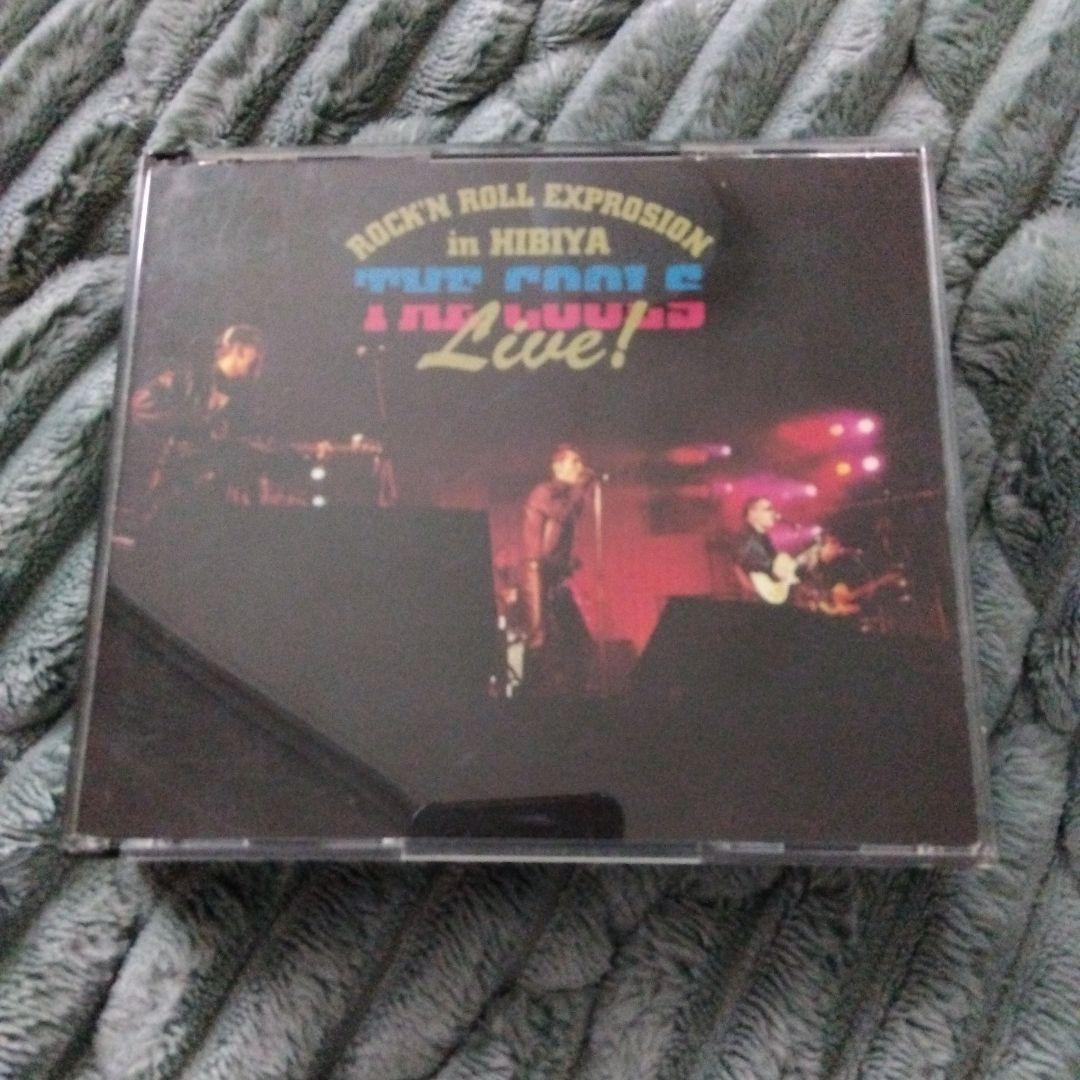 ROCK'N ROLL EXPROSION
in HIBIYA
THE COOLS
Live!